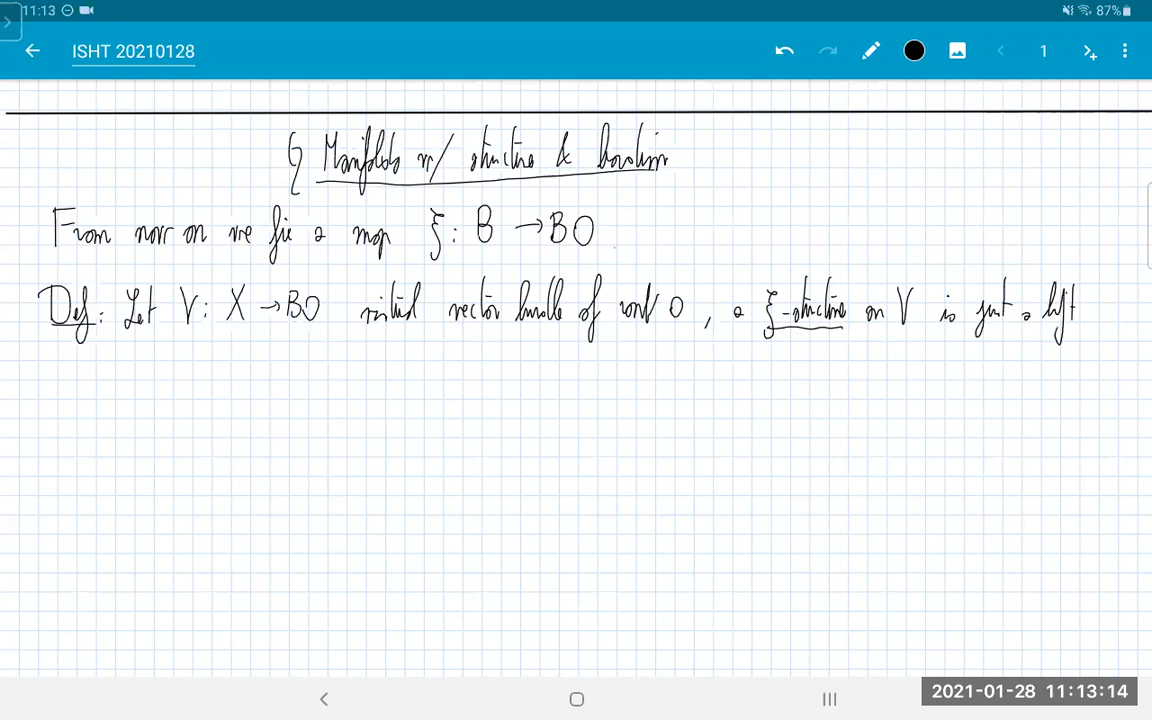 11:13
87%
ISHT 20210128
1
§ Manifolds w/ structure & bordism
From now on we fix a map ξ: B → BO
Def: Let V: X → BO virtual vector bundle of rank 0, a ξ-structure on V is just a lift
2021-01-28 11:13:14